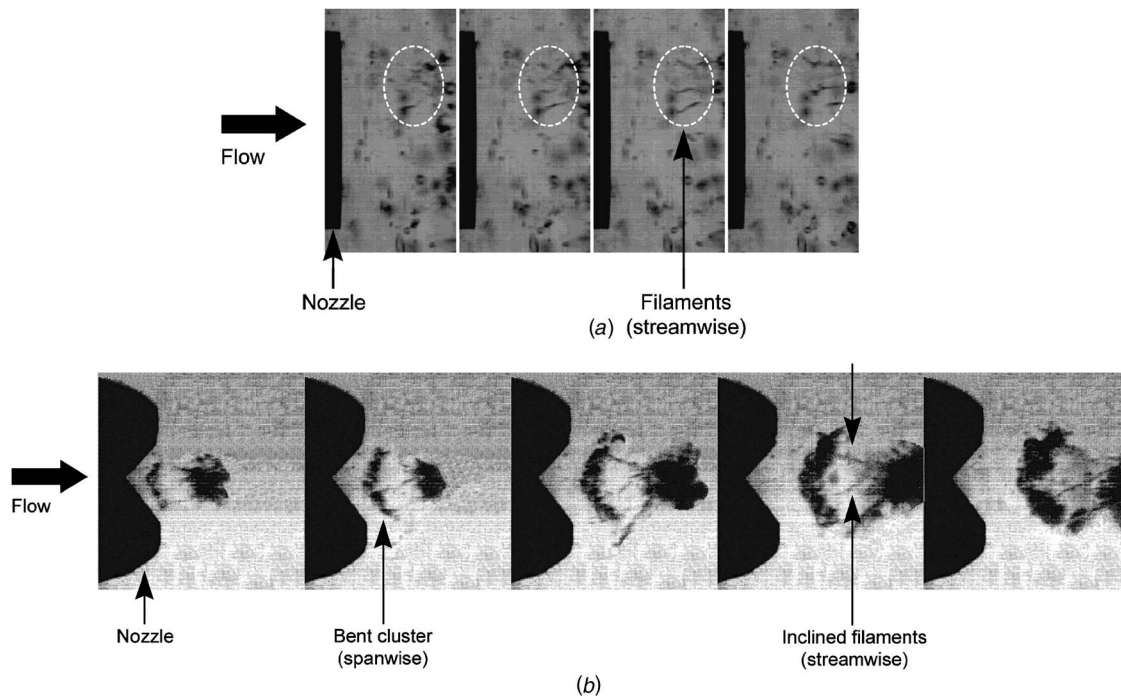 Flow
Nozzle
Filaments
(a) (streamwise)
Flow
Nozzle
Bent cluster
(spanwise)
Inclined filaments
(streamwise)
(b)